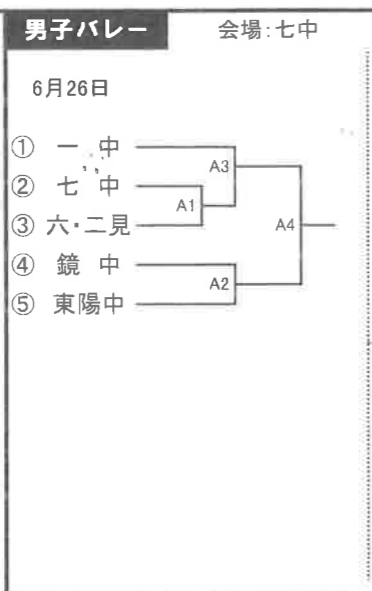 男子バレー 会場:七中
6月26日
① 一 中
A3
② 七 中
A1
③ 六・二見
A4
④ 鏡 中
A2
⑤ 東陽中